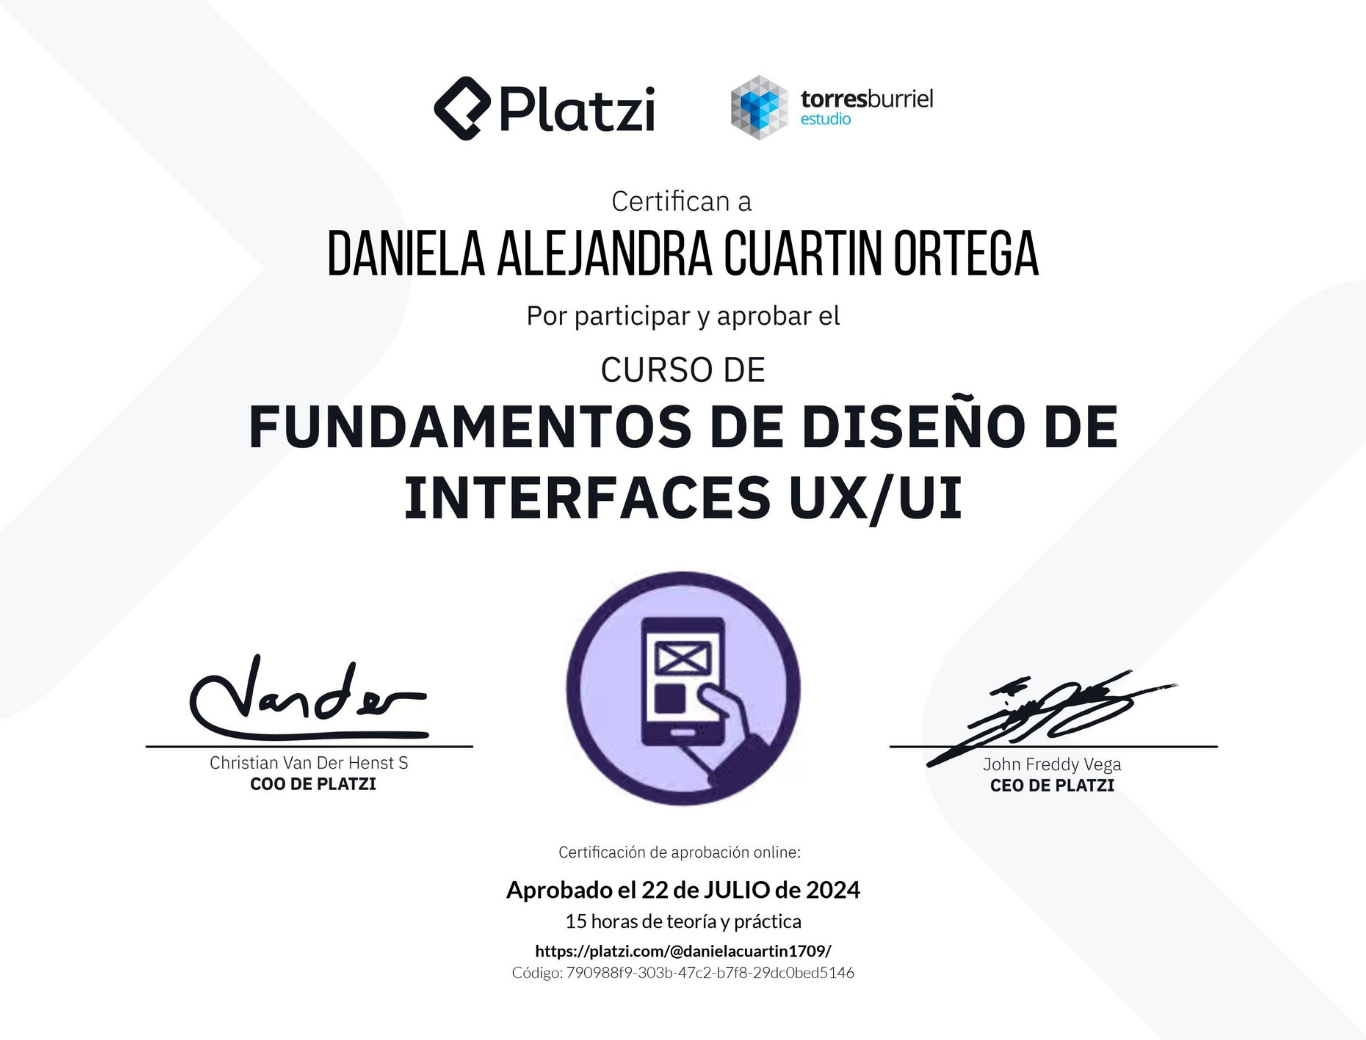 Platzi
torresburriel
estudio
Certifican a
DANIELA ALEJANDRA CUARTIN ORTEGA
Por participar y aprobar el
CURSO DE
FUNDAMENTOS DE DISEÑO DE
INTERFACES UX/UI
Vander
Christian Van Der Henst S
COO DE PLATZI
John Freddy Vega
CEO DE PLATZI
Certificación de aprobación online:
Aprobado el 22 de JULIO de 2024
15 horas de teoría y práctica
https://platzi.com/@danielacuartin1709/
Código: 790988f9-303b-47c2-b7f8-29dc0bed5146